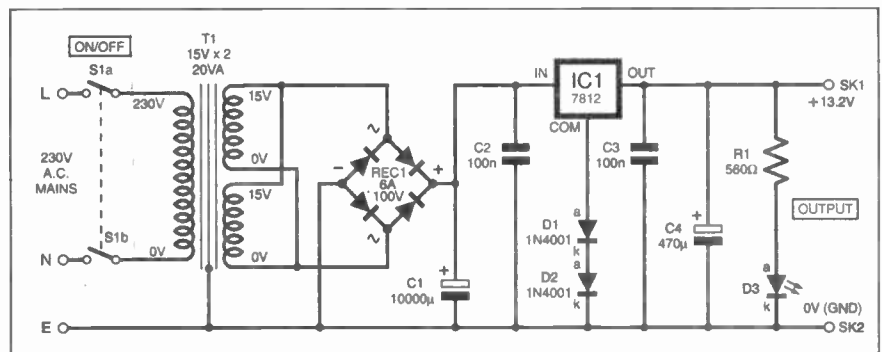 ON/OFF
S1a
L
230V
230V
A.C.
MAINS
S1b
N
0V
E
T1
15V x 2
20VA
15V
0V
15V
0V
~
−
REC1
6A
100V
+
~
+
C1
10000μ
C2
100n
IN
IC1
7812
OUT
COM
D1
1N4001
a
k
D2
1N4001
a
k
C3
100n
+
C4
470μ
R1
560Ω
a
D3
k
SK1
+13.2V
OUTPUT
0V (GND)
SK2